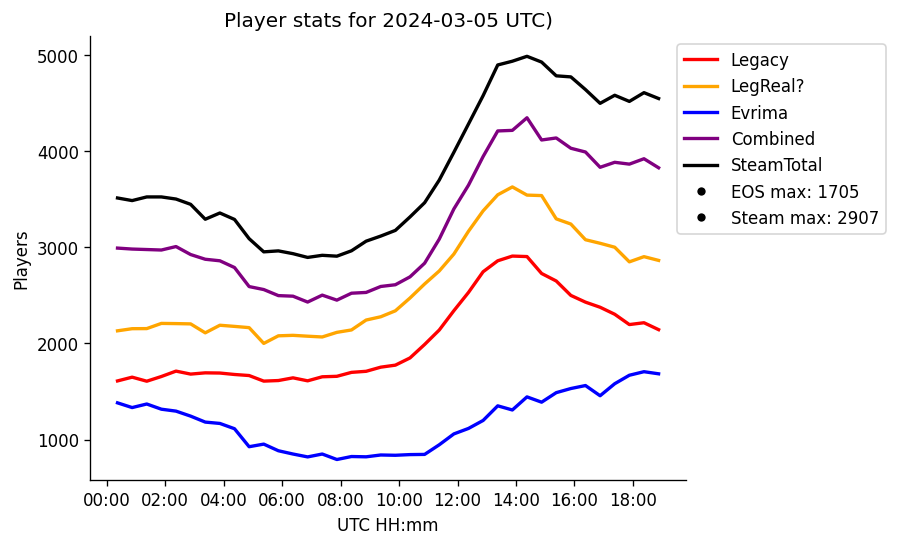 Player stats for 2024-03-05 UTC)
Legacy
LegReal?
Evrima
Combined
SteamTotal
EOS max: 1705
Steam max: 2907
Players
5000
4000
3000
2000
1000
00:00 02:00 04:00 06:00 08:00 10:00 12:00 14:00 16:00 18:00
UTC HH:mm